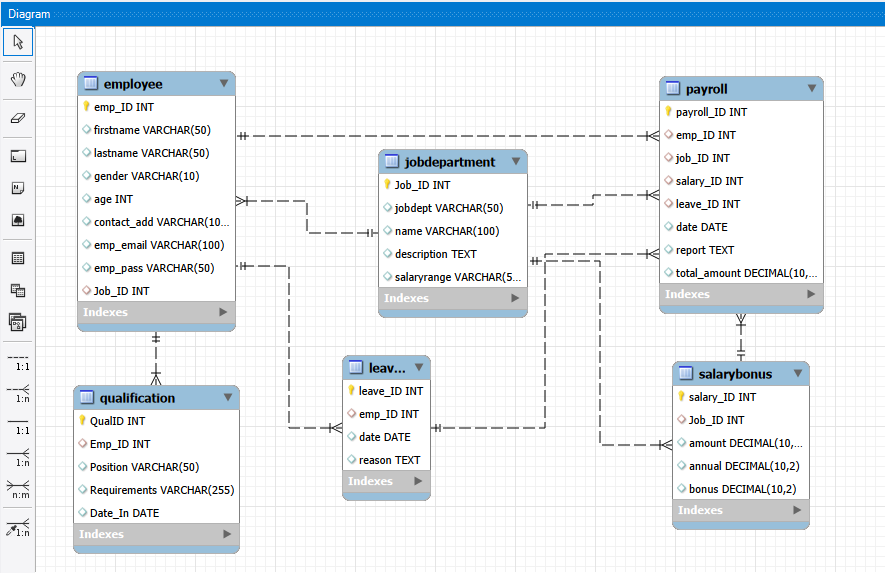 Diagram
employee
emp_ID INT
firstname VARCHAR(50)
lastname VARCHAR(50)
gender VARCHAR(10)
age INT
contact_add VARCHAR(10...
emp_email VARCHAR(100)
emp_pass VARCHAR(50)
Job_ID INT
Indexes
jobdepartment
Job_ID INT
jobdept VARCHAR(50)
name VARCHAR(100)
description TEXT
salaryrange VARCHAR(5...
Indexes
payroll
payroll_ID INT
emp_ID INT
job_ID INT
salary_ID INT
leave_ID INT
date DATE
report TEXT
total_amount DECIMAL(10,...
Indexes
qualification
QualID INT
Emp_ID INT
Position VARCHAR(50)
Requirements VARCHAR(255)
Date_In DATE
Indexes
leav...
leave_ID INT
emp_ID INT
date DATE
reason TEXT
Indexes
salarybonus
salary_ID INT
Job_ID INT
amount DECIMAL(10,...
annual DECIMAL(10,2)
bonus DECIMAL(10,2)
Indexes
1:1
1:n
1:1
1:n
n:m
1:n